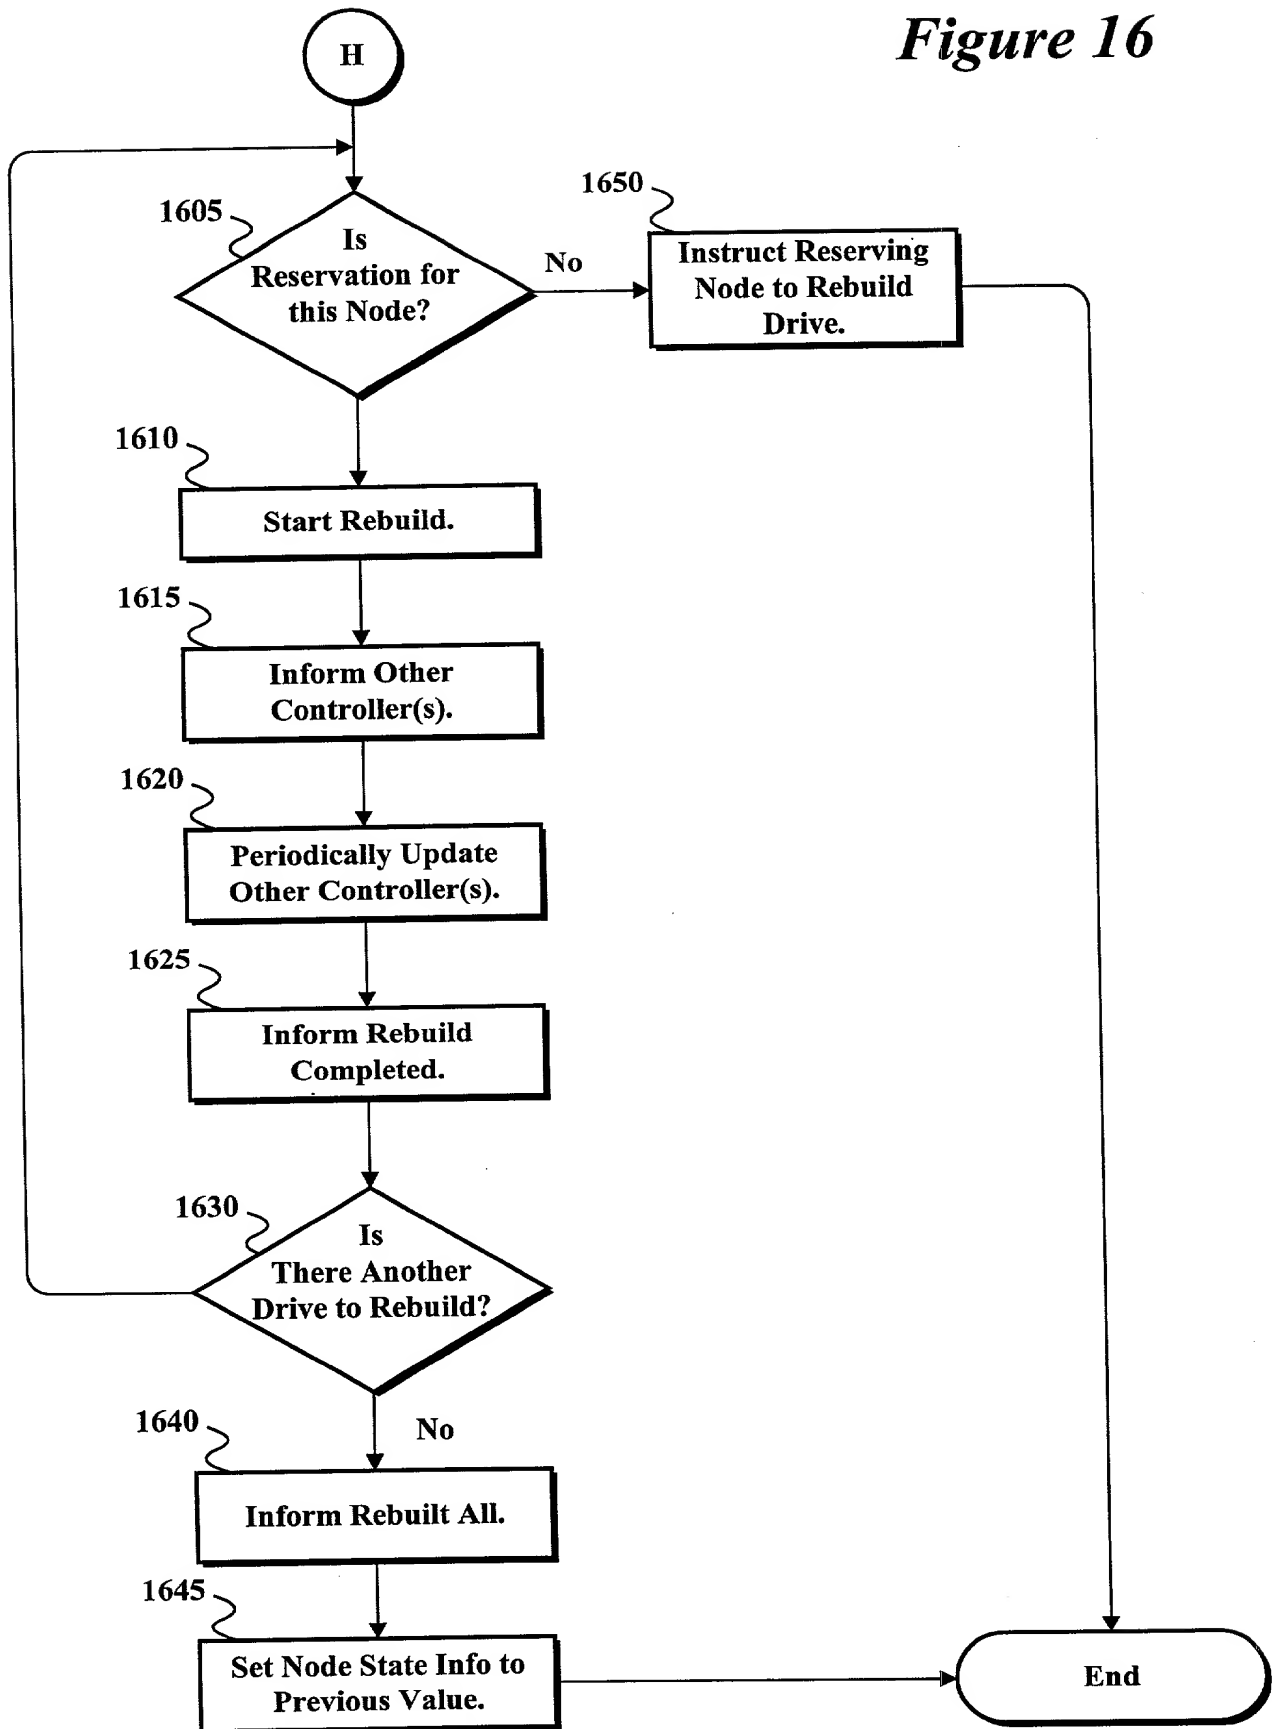 Figure 16
H
1605
Is
Reservation for
this Node?
No
1650
Instruct Reserving
Node to Rebuild
Drive.
1610
Start Rebuild.
1615
Inform Other
Controller(s).
1620
Periodically Update
Other Controller(s).
1625
Inform Rebuild
Completed.
1630
Is
There Another
Drive to Rebuild?
No
1640
Inform Rebuilt All.
1645
Set Node State Info to
Previous Value.
End